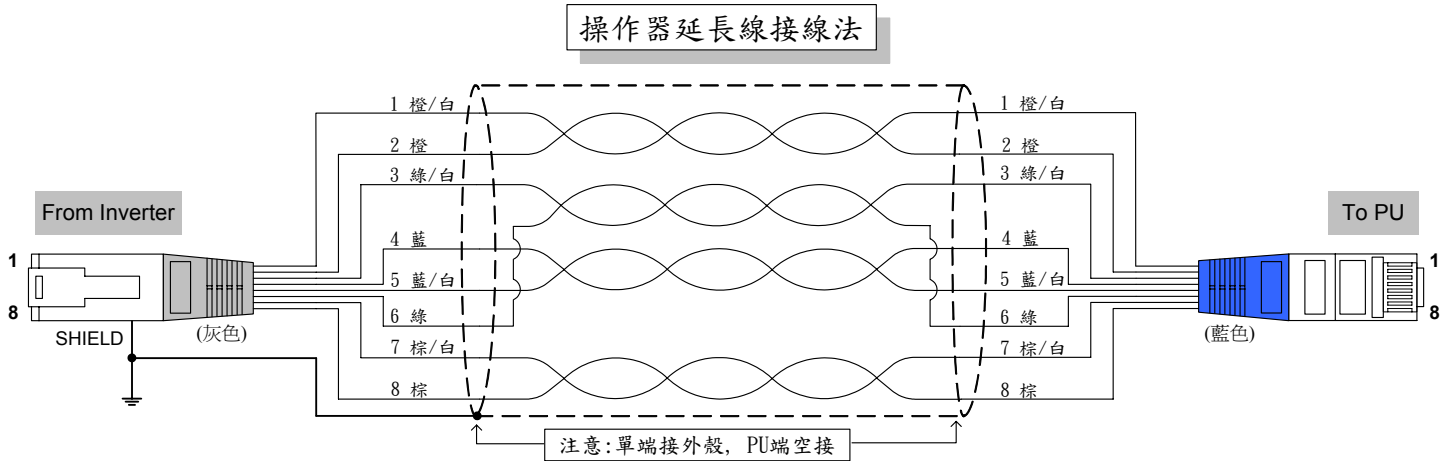 操作器延長線接線法
1 橙/白
2 橙
3 綠/白
4 藍
5 藍/白
6 綠
7 棕/白
8 棕
From Inverter
1
8
SHIELD
(灰色)
1 橙/白
2 橙
3 綠/白
4 藍
5 藍/白
6 綠
7 棕/白
8 棕
To PU
1
8
(藍色)
注意:單端接外殼, PU端空接